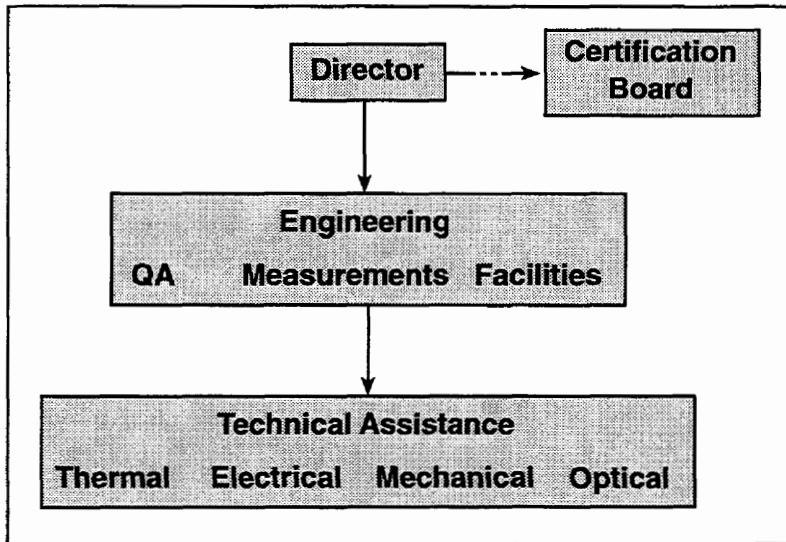 Director
Certification
Board
Engineering
QA Measurements Facilities
Technical Assistance
Thermal Electrical Mechanical Optical